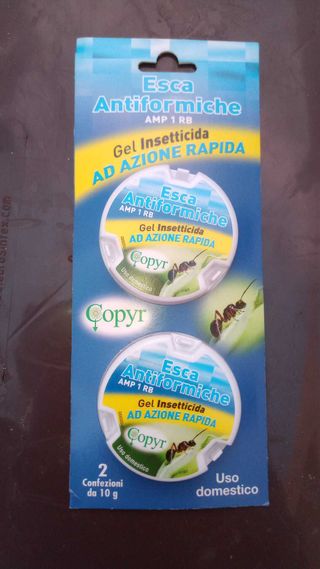 Esca
Antiformiche
AMP 1 RB
Gel Insetticida
AD AZIONE RAPIDA
Esca
Antiformiche
AMP 1 RB
Gel Insetticida
AD AZIONE RAPIDA
Copyr
Uso domestico
Copyr
Esca
Antiformiche
AMP 1 RB
Gel Insetticida
AD AZIONE RAPIDA
Copyr
Uso domestico
2
Confezioni
da 10 g
Uso
domestico